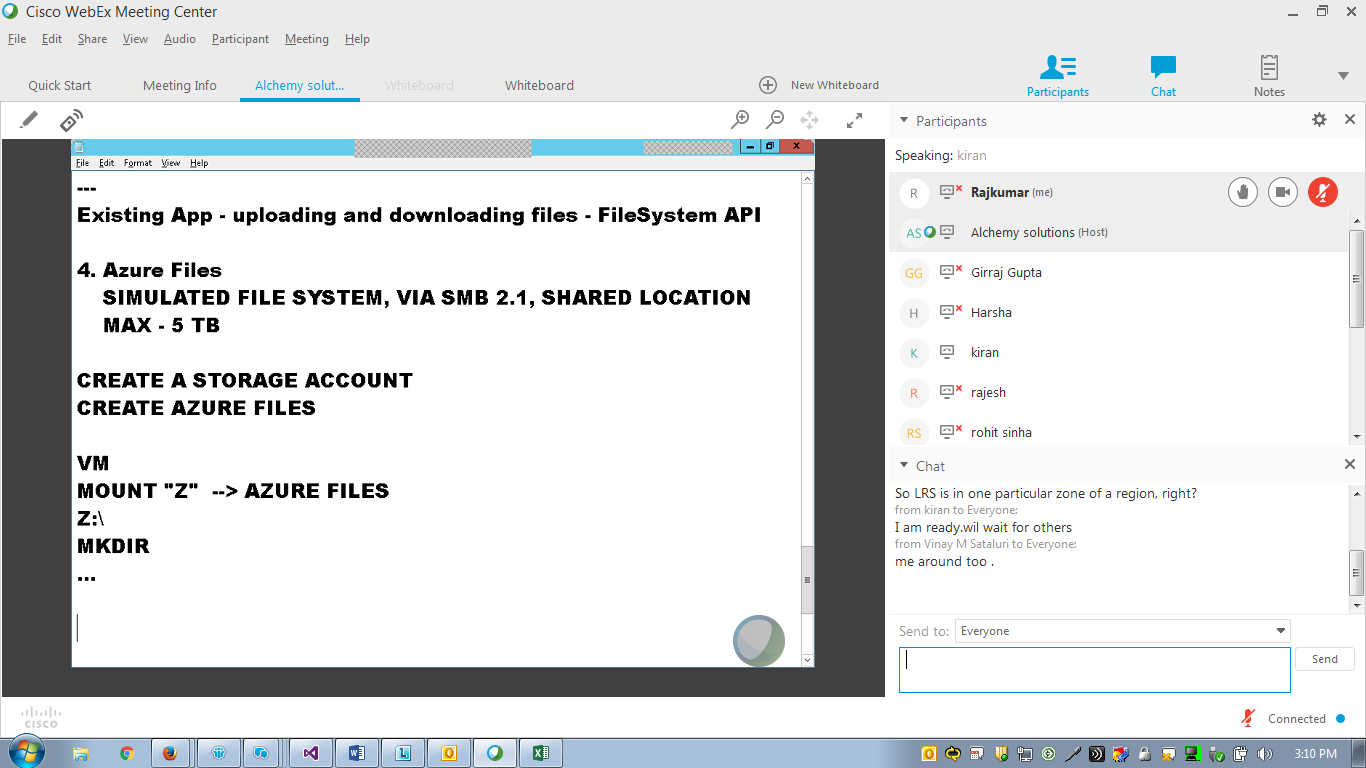 Cisco WebEx Meeting Center
File Edit Share View Audio Participant Meeting Help
Quick Start Meeting Info Alchemy solut... Whiteboard Whiteboard New Whiteboard
Participants Chat Notes
File Edit Format View Help
---
Existing App - uploading and downloading files - FileSystem API
4. Azure Files
SIMULATED FILE SYSTEM, VIA SMB 2.1, SHARED LOCATION
MAX - 5 TB
CREATE A STORAGE ACCOUNT
CREATE AZURE FILES
VM
MOUNT "Z" --> AZURE FILES
Z:\
MKDIR
...
Participants
Speaking: kiran
R Rajkumar (me)
AS Alchemy solutions (Host)
GG Girraj Gupta
H Harsha
K kiran
R rajesh
RS rohit sinha
Chat
So LRS is in one particular zone of a region, right?
from kiran to Everyone:
I am ready.wil wait for others
from Vinay M Sataluri to Everyone:
me around too .
Send to: Everyone
Send
cisco
Connected
3:10 PM